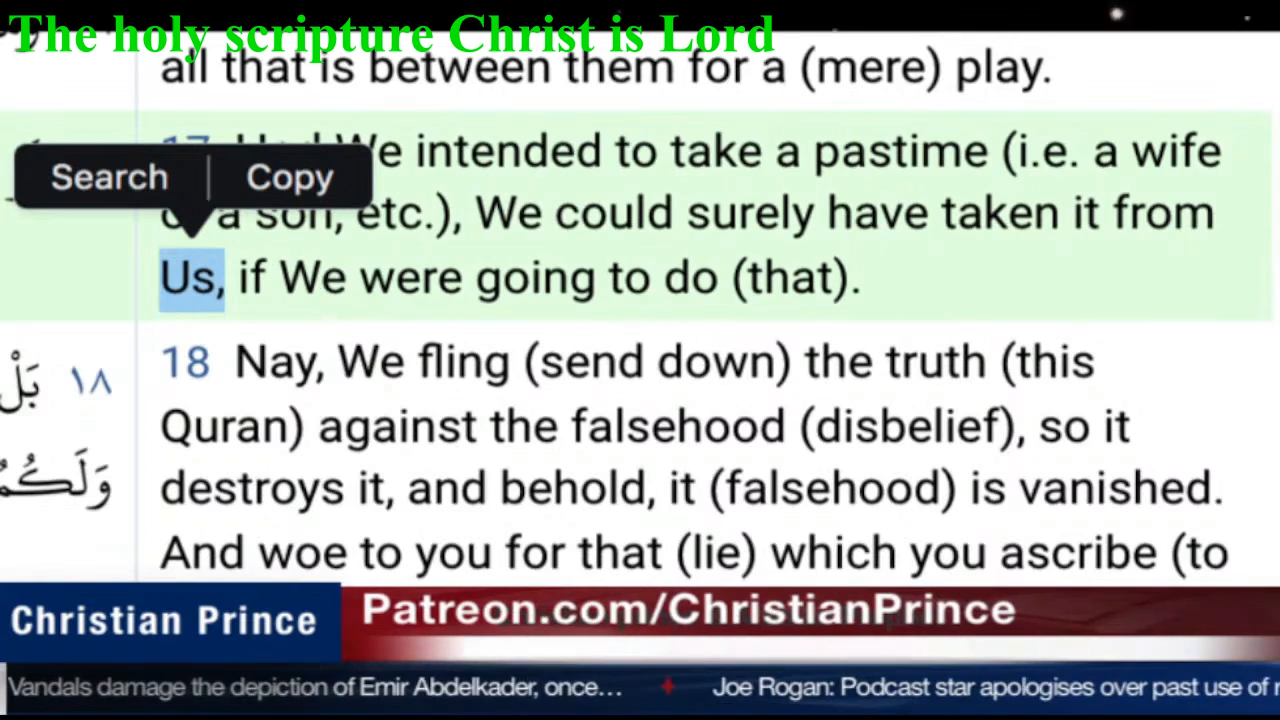 The holy scripture Christ is Lord
all that is between them for a (mere) play.
We intended to take a pastime (i.e. a wife
Search Copy
a son, etc.), We could surely have taken it from
Us, if We were going to do (that).
١٨ بَلْ
18 Nay, We fling (send down) the truth (this
Quran) against the falsehood (disbelief), so it
destroys it, and behold, it (falsehood) is vanished.
And woe to you for that (lie) which you ascribe (to
Christian Prince
Patreon.com/ChristianPrince
Vandals damage the depiction of Emir Abdelkader, once...
Joe Rogan: Podcast star apologises over past use of